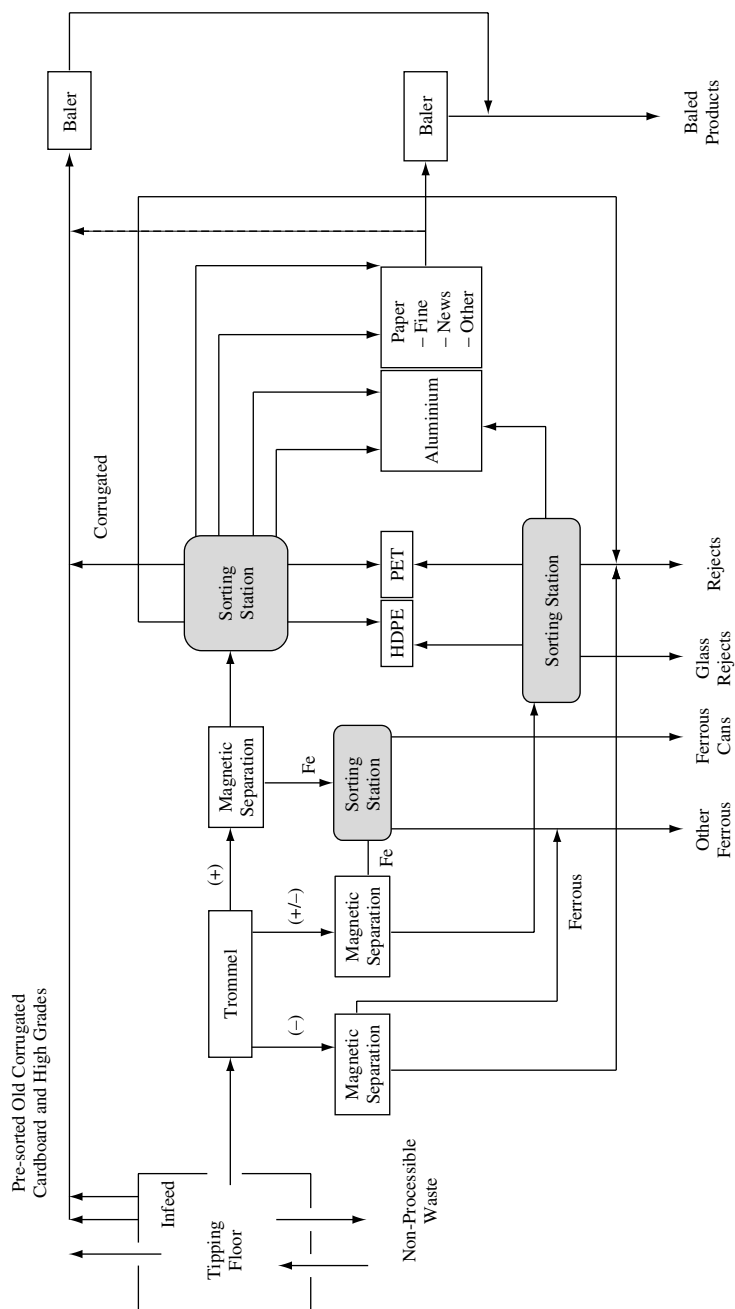 Pre-sorted Old Corrugated
Cardboard and High Grades
Corrugated
Baler
Infeed
Tipping
Floor
Non-Processible
Waste
Trommel
(+)
(+/–)
(–)
Magnetic
Separation
Magnetic
Separation
Magnetic
Separation
Fe
Fe
Ferrous
Sorting
Station
Sorting
Station
HDPE
PET
Aluminium
Paper
– Fine
– News
– Other
Baler
Sorting Station
Other
Ferrous
Ferrous
Cans
Glass
Rejects
Rejects
Baled
Products